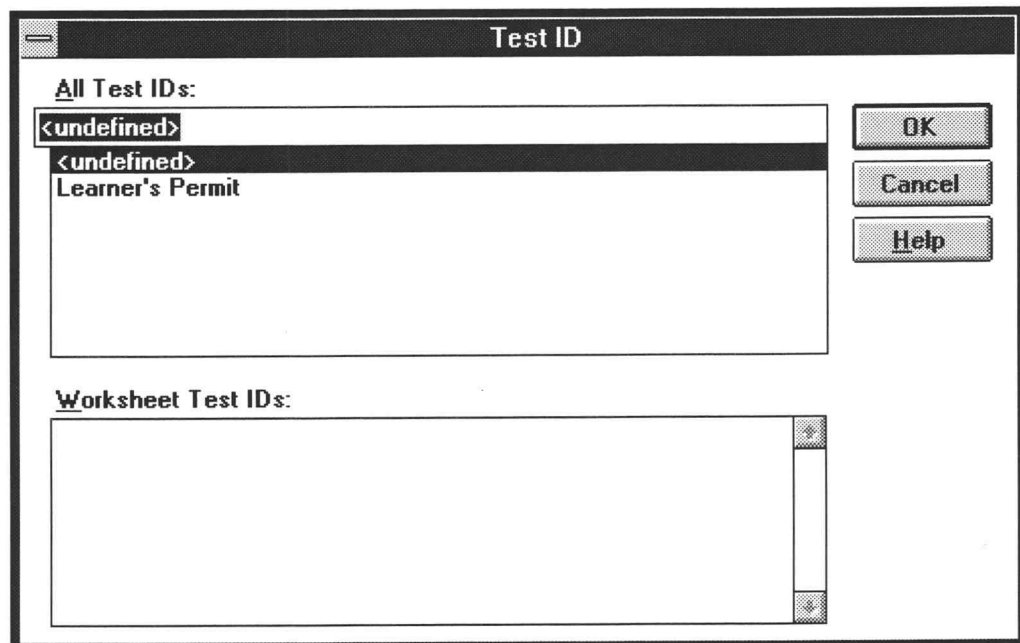 Test ID
All Test IDs:
<undefined>
<undefined>
Learner's Permit
OK
Cancel
Help
Worksheet Test IDs: